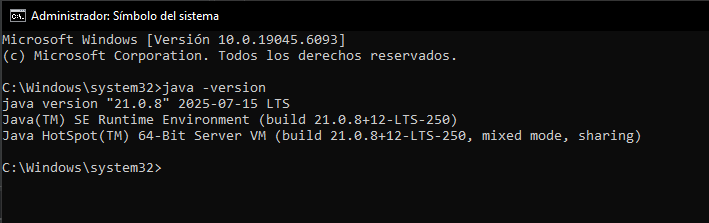 Administrador: Símbolo del sistema
Microsoft Windows [Versión 10.0.19045.6093]
(c) Microsoft Corporation. Todos los derechos reservados.
C:\Windows\system32>java -version
java version "21.0.8" 2025-07-15 LTS
Java(TM) SE Runtime Environment (build 21.0.8+12-LTS-250)
Java HotSpot(TM) 64-Bit Server VM (build 21.0.8+12-LTS-250, mixed mode, sharing)
C:\Windows\system32>